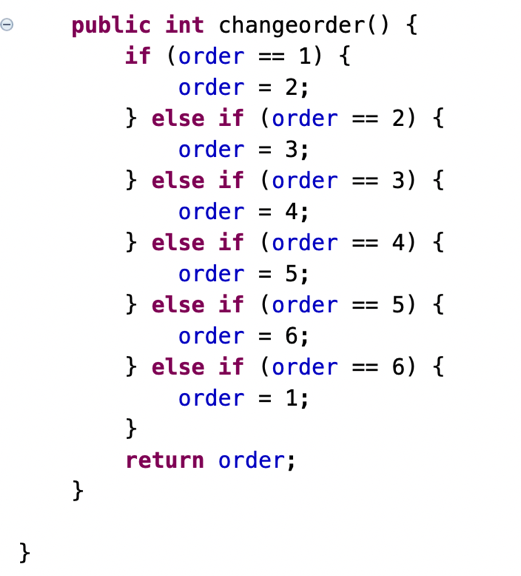 public int changeorder() {
if (order == 1) {
order = 2;
} else if (order == 2) {
order = 3;
} else if (order == 3) {
order = 4;
} else if (order == 4) {
order = 5;
} else if (order == 5) {
order = 6;
} else if (order == 6) {
order = 1;
}
return order;
}
}